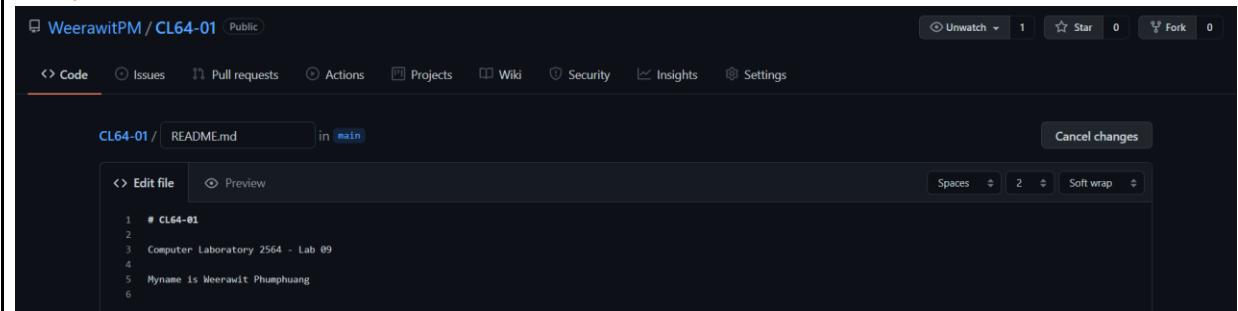 WeerawitPM / CL64-01 Public
Unwatch 1 Star 0 Fork 0
<> Code Issues Pull requests Actions Projects Wiki Security Insights Settings
CL64-01 / README.md in main Cancel changes
<> Edit file Preview Spaces 2 Soft wrap
1 # CL64-01
2
3 Computer Laboratory 2564 - Lab 09
4
5 Myname is Weerawit Phumphuang
6